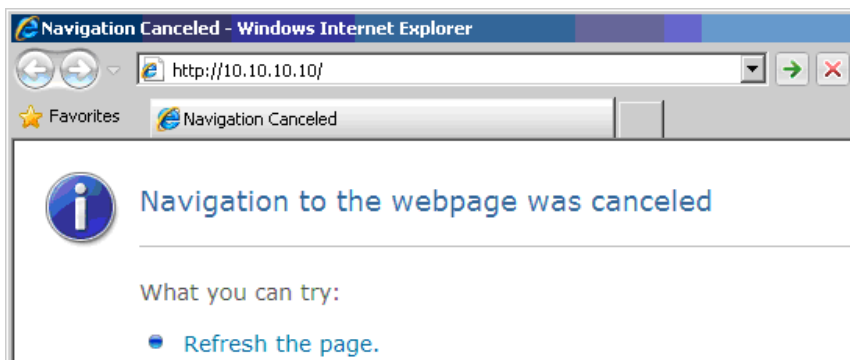 Navigation Canceled - Windows Internet Explorer
http://10.10.10.10/
Favorites
Navigation Canceled
Navigation to the webpage was canceled
What you can try:
Refresh the page.